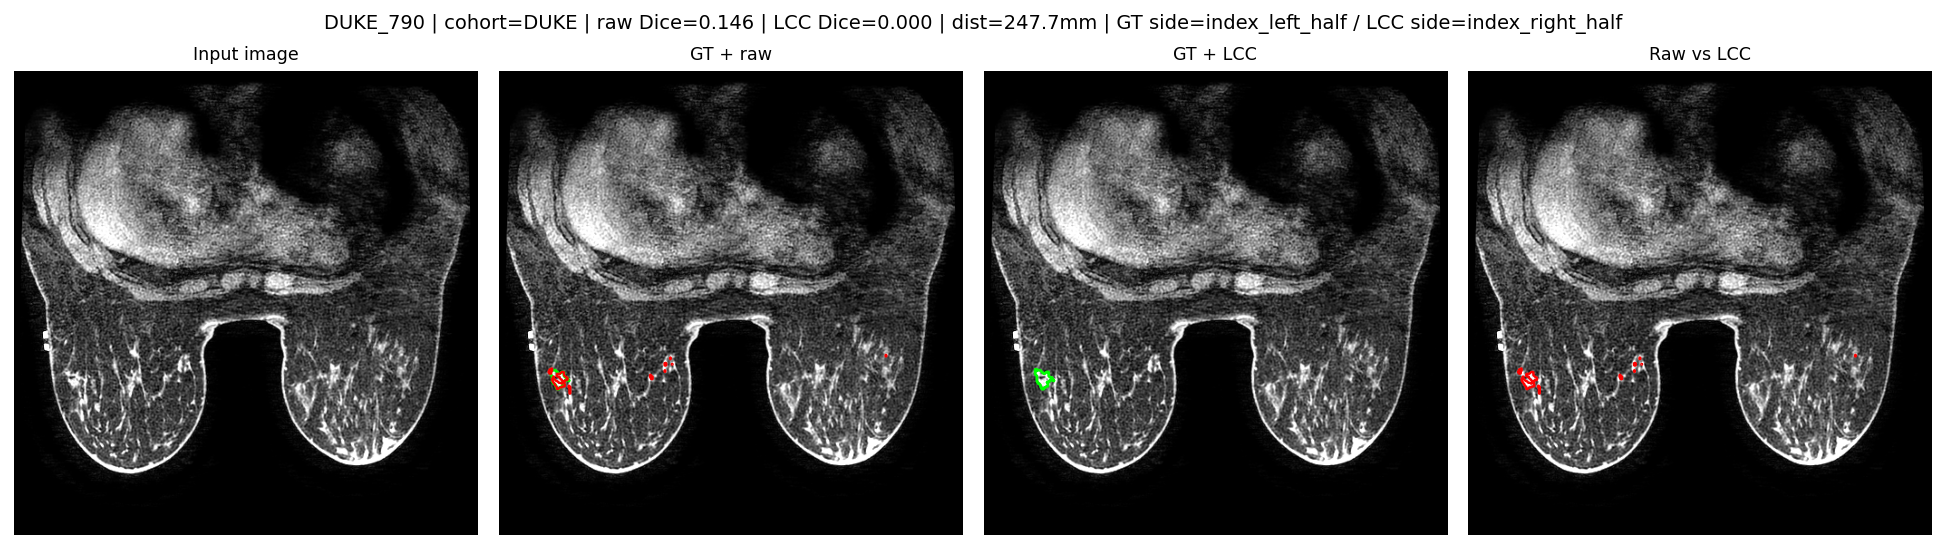 DUKE_790 | cohort=DUKE | raw Dice=0.146 | LCC Dice=0.000 | dist=247.7mm | GT side=index_left_half / LCC side=index_right_half
Input image
GT + raw
GT + LCC
Raw vs LCC